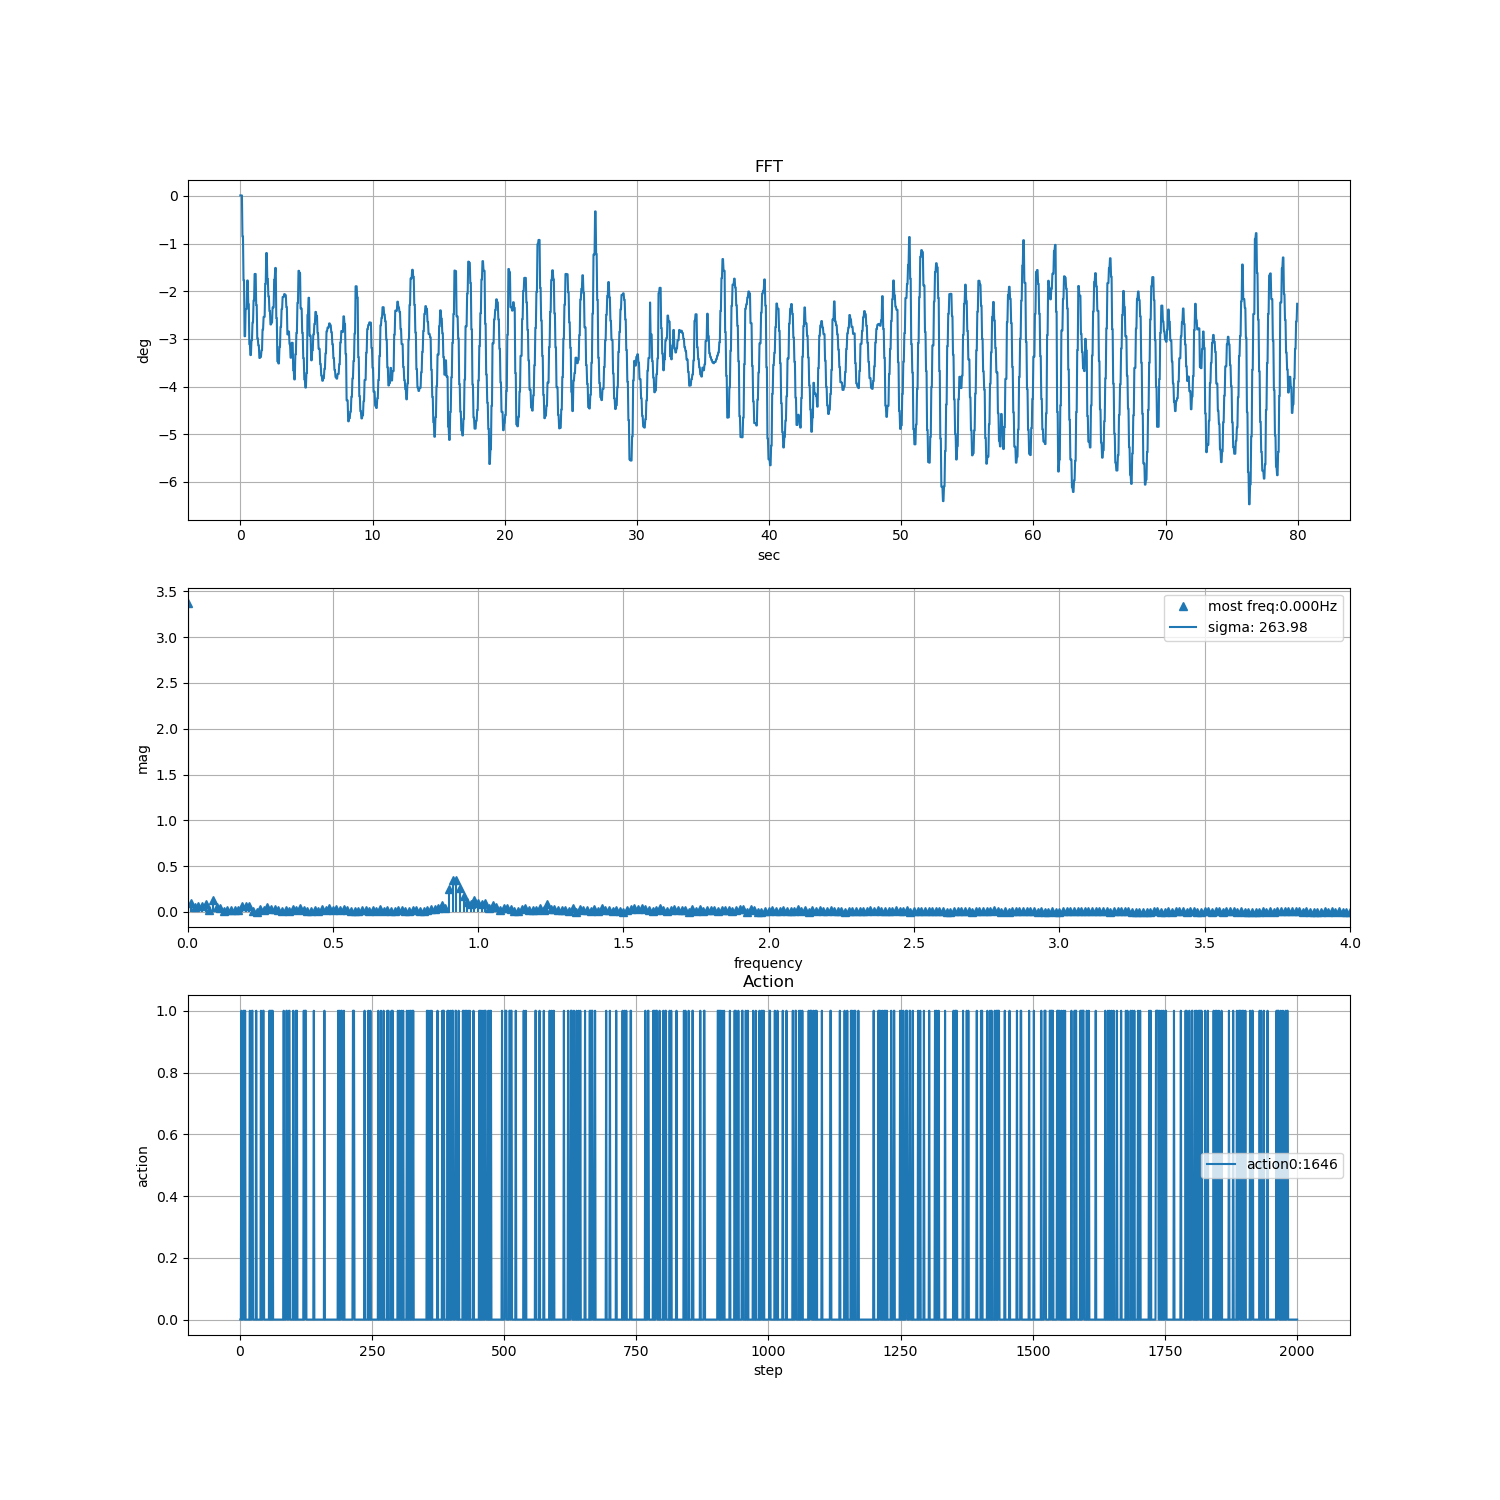 FFT
0
−1
−2
−3
−4
−5
−6
deg
0 10 20 30 40 50 60 70 80
sec
3.5
3.0
2.5
2.0
1.5
1.0
0.5
0.0
mag
most freq:0.000Hz
sigma: 263.98
0.0 0.5 1.0 1.5 2.0 2.5 3.0 3.5 4.0
frequency
Action
1.0
0.8
0.6
0.4
0.2
0.0
action
action0:1646
0 250 500 750 1000 1250 1500 1750 2000
step